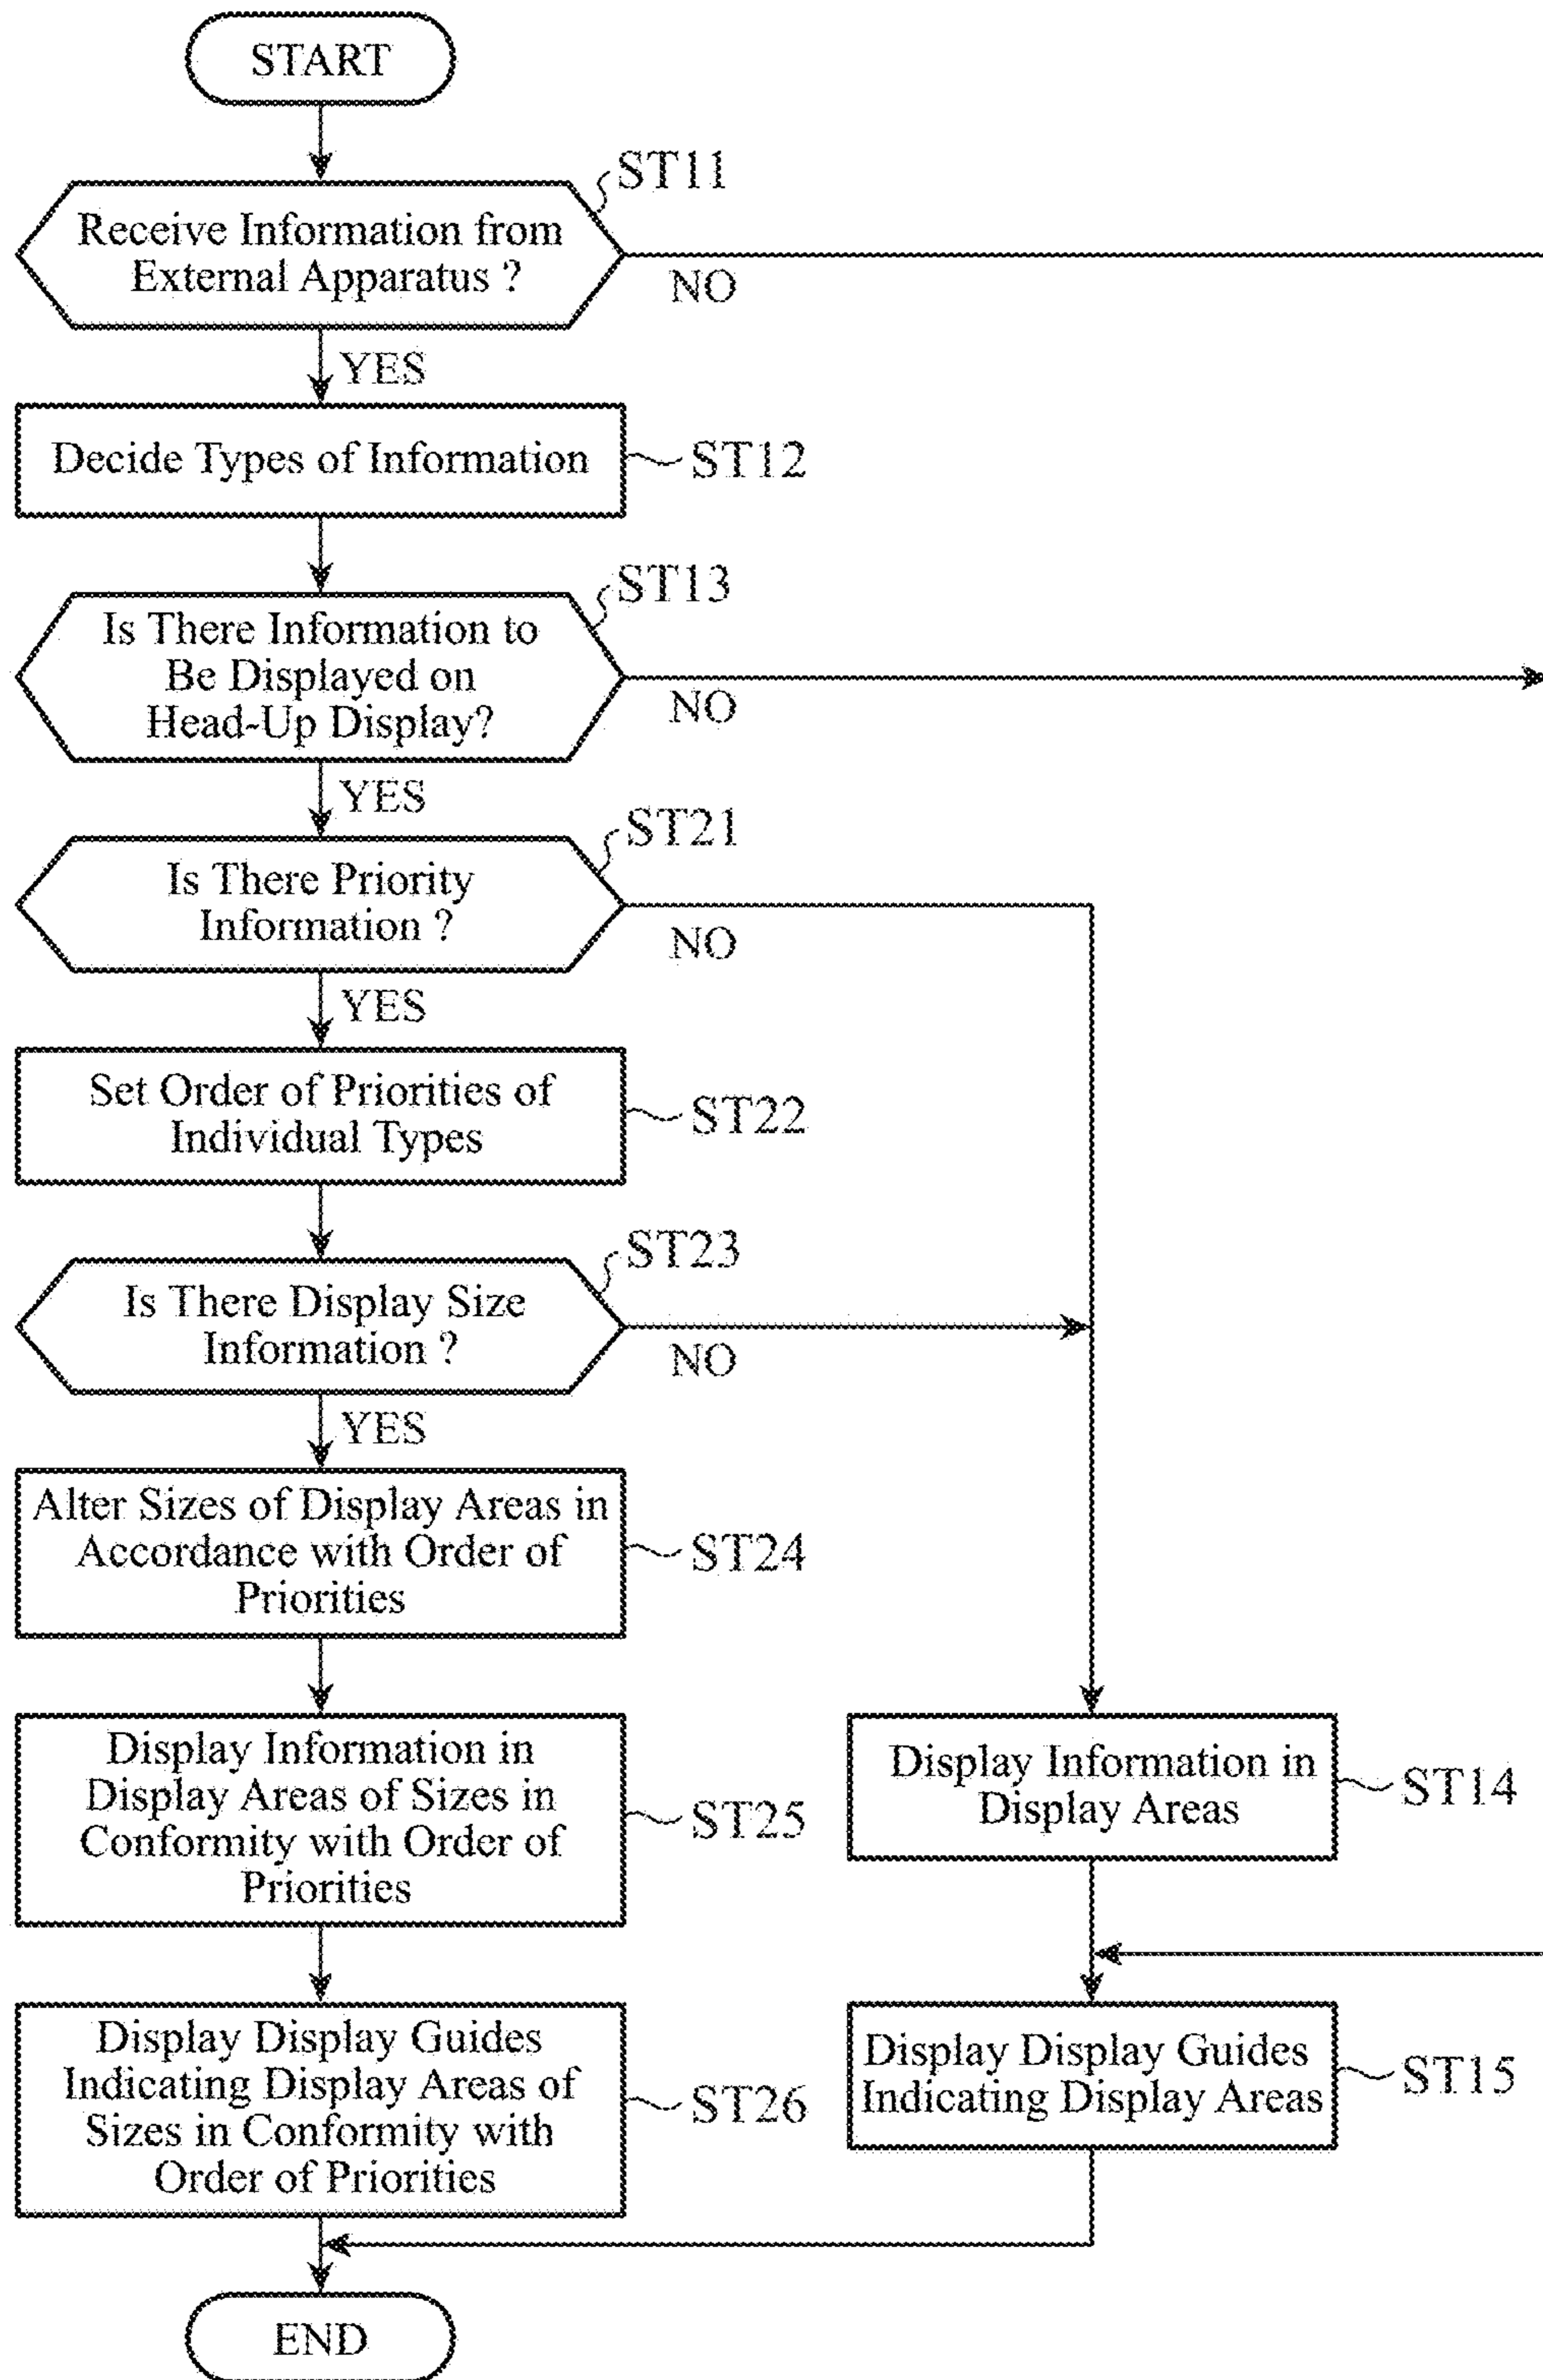 START
ST11
Receive Information from
External Apparatus ?
NO
YES
Decide Types of Information
ST12
ST13
Is There Information to
Be Displayed on
Head-Up Display?
NO
YES
ST21
Is There Priority
Information ?
NO
YES
Set Order of Priorities of
Individual Types
ST22
ST23
Is There Display Size
Information ?
NO
YES
Alter Sizes of Display Areas in
Accordance with Order of
Priorities
ST24
Display Information in
Display Areas of Sizes in
Conformity with Order of
Priorities
ST25
Display Information in
Display Areas
ST14
Display Display Guides
Indicating Display Areas of
Sizes in Conformity with
Order of Priorities
ST26
Display Display Guides
Indicating Display Areas
ST15
END